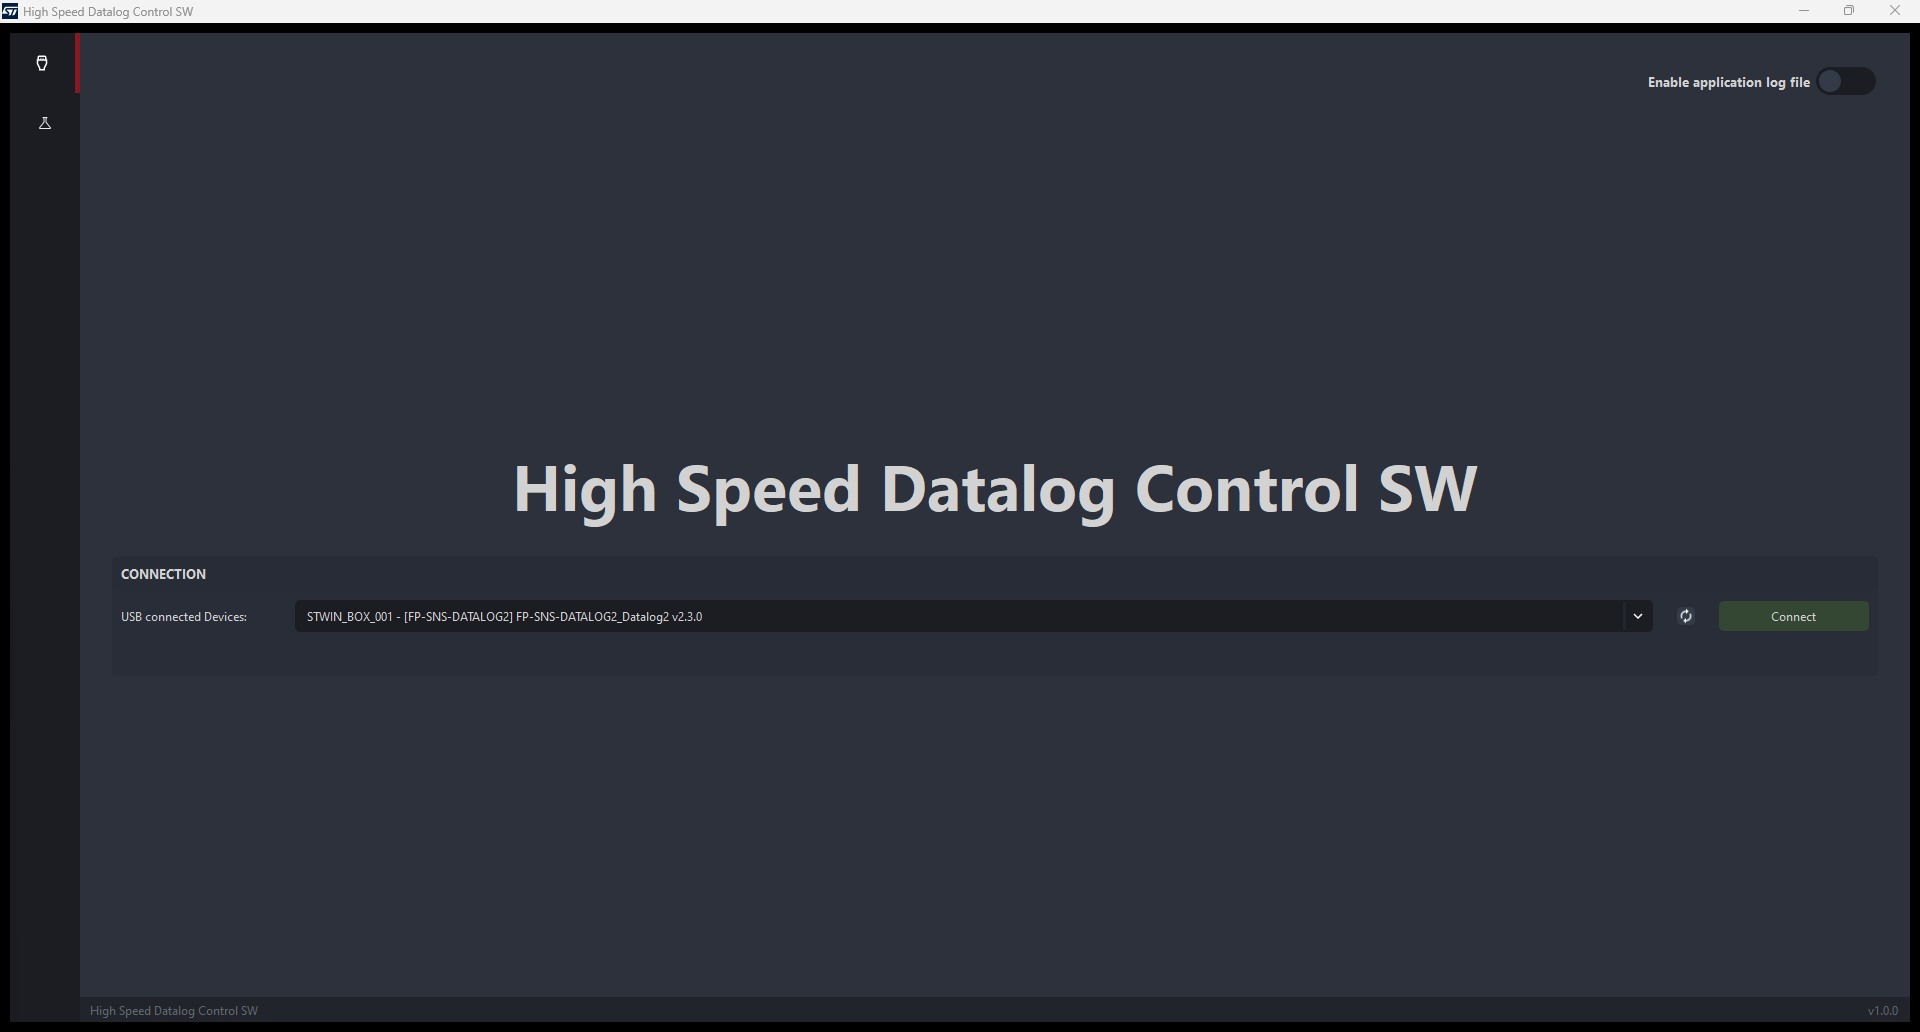 ST High Speed Datalog Control SW
Enable application log file
High Speed Datalog Control SW
CONNECTION
USB connected Devices:
STWIN_BOX_001 - [FP-SNS-DATALOG2] FP-SNS-DATALOG2_Datalog2 v2.3.0
Connect
High Speed Datalog Control SW
v1.0.0